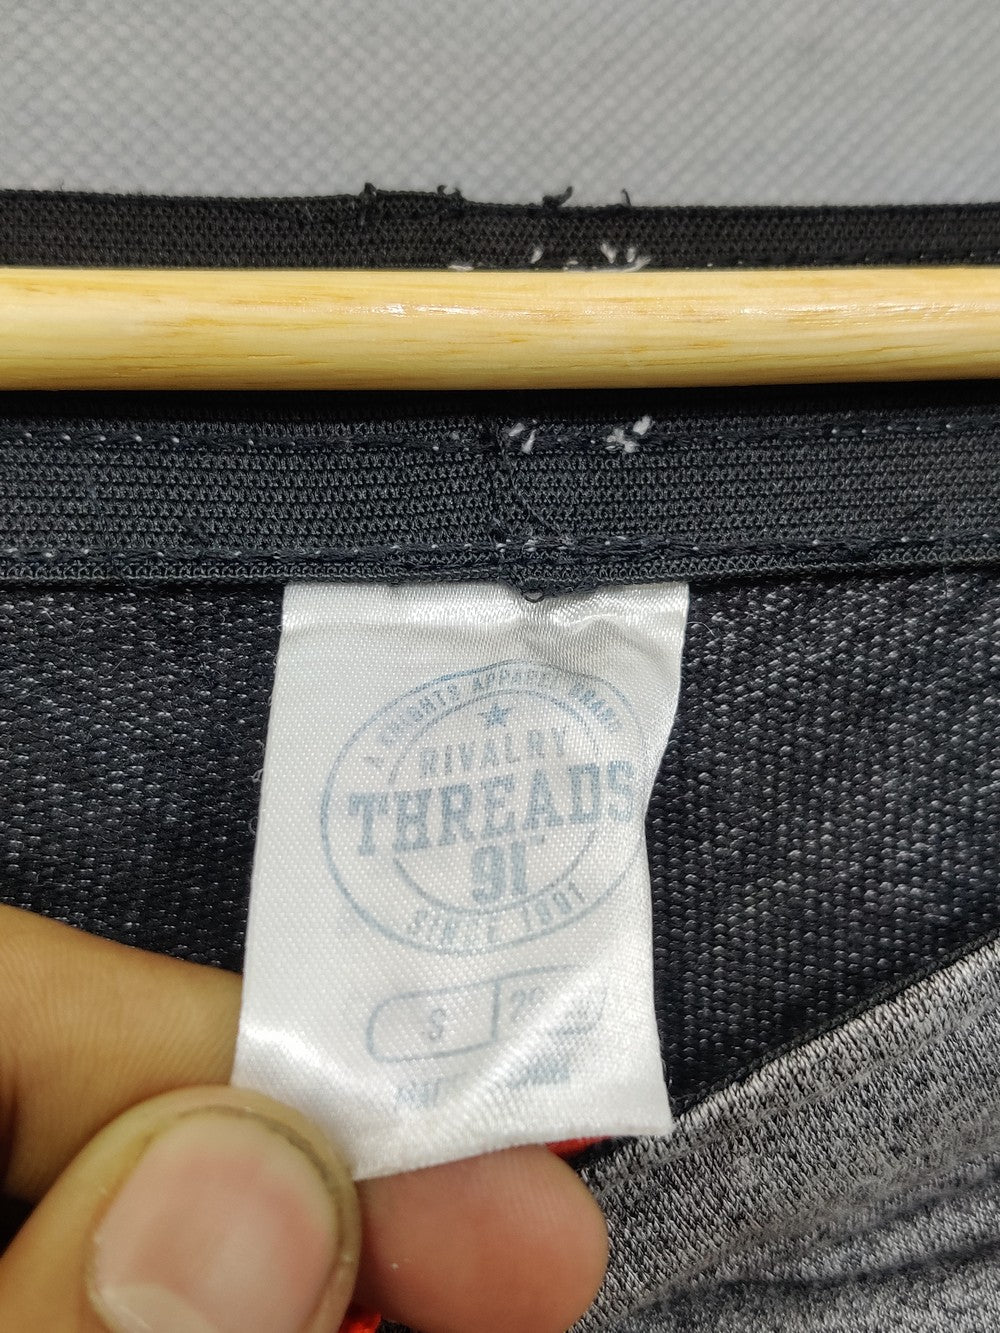 A KNIGHTS APPAREL BRAND
RIVALRY
THREADS
91
SINCE 1991
S